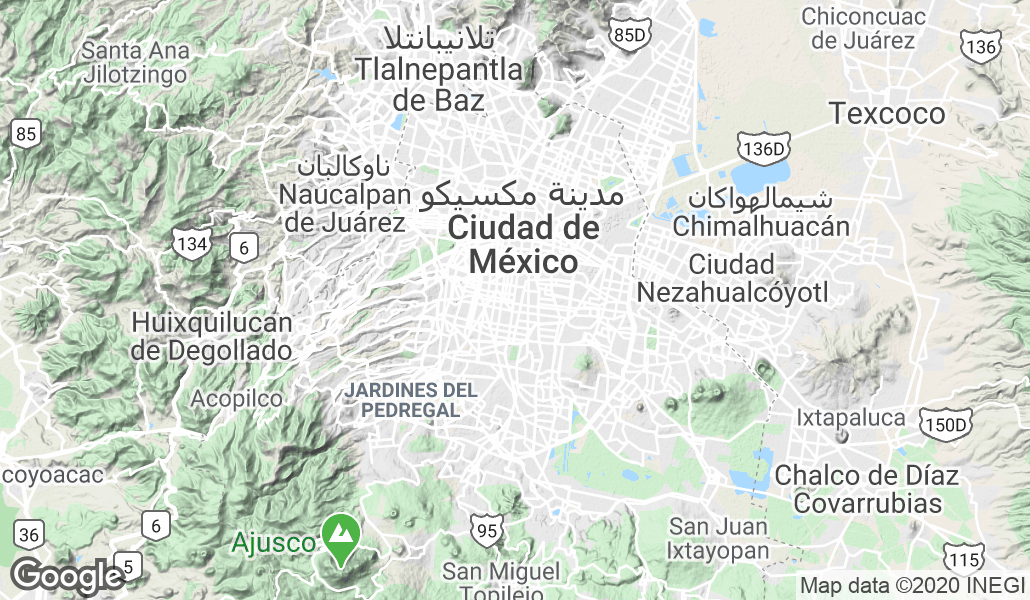 Chiconcuac
de Juárez
85D
136
Santa Ana
Jilotzingo
تلالنيبانتلا
Tlalnepantla
de Baz
Texcoco
85
136D
ناوكالبان
Naucalpan
de Juárez
مدينة مكسيكو
Ciudad de
México
شيمالهواكان
Chimalhuacán
134
6
Ciudad
Nezahualcóyotl
Huixquilucan
de Degollado
Acopilco
JARDINES DEL
PEDREGAL
Ixtapaluca
150D
coyoacac
Chalco de Díaz
Covarrubias
36
6
Ajusco
95
San Juan
Ixtayopan
115
5
San Miguel
Topilejo
Google
Map data ©2020 INEGI